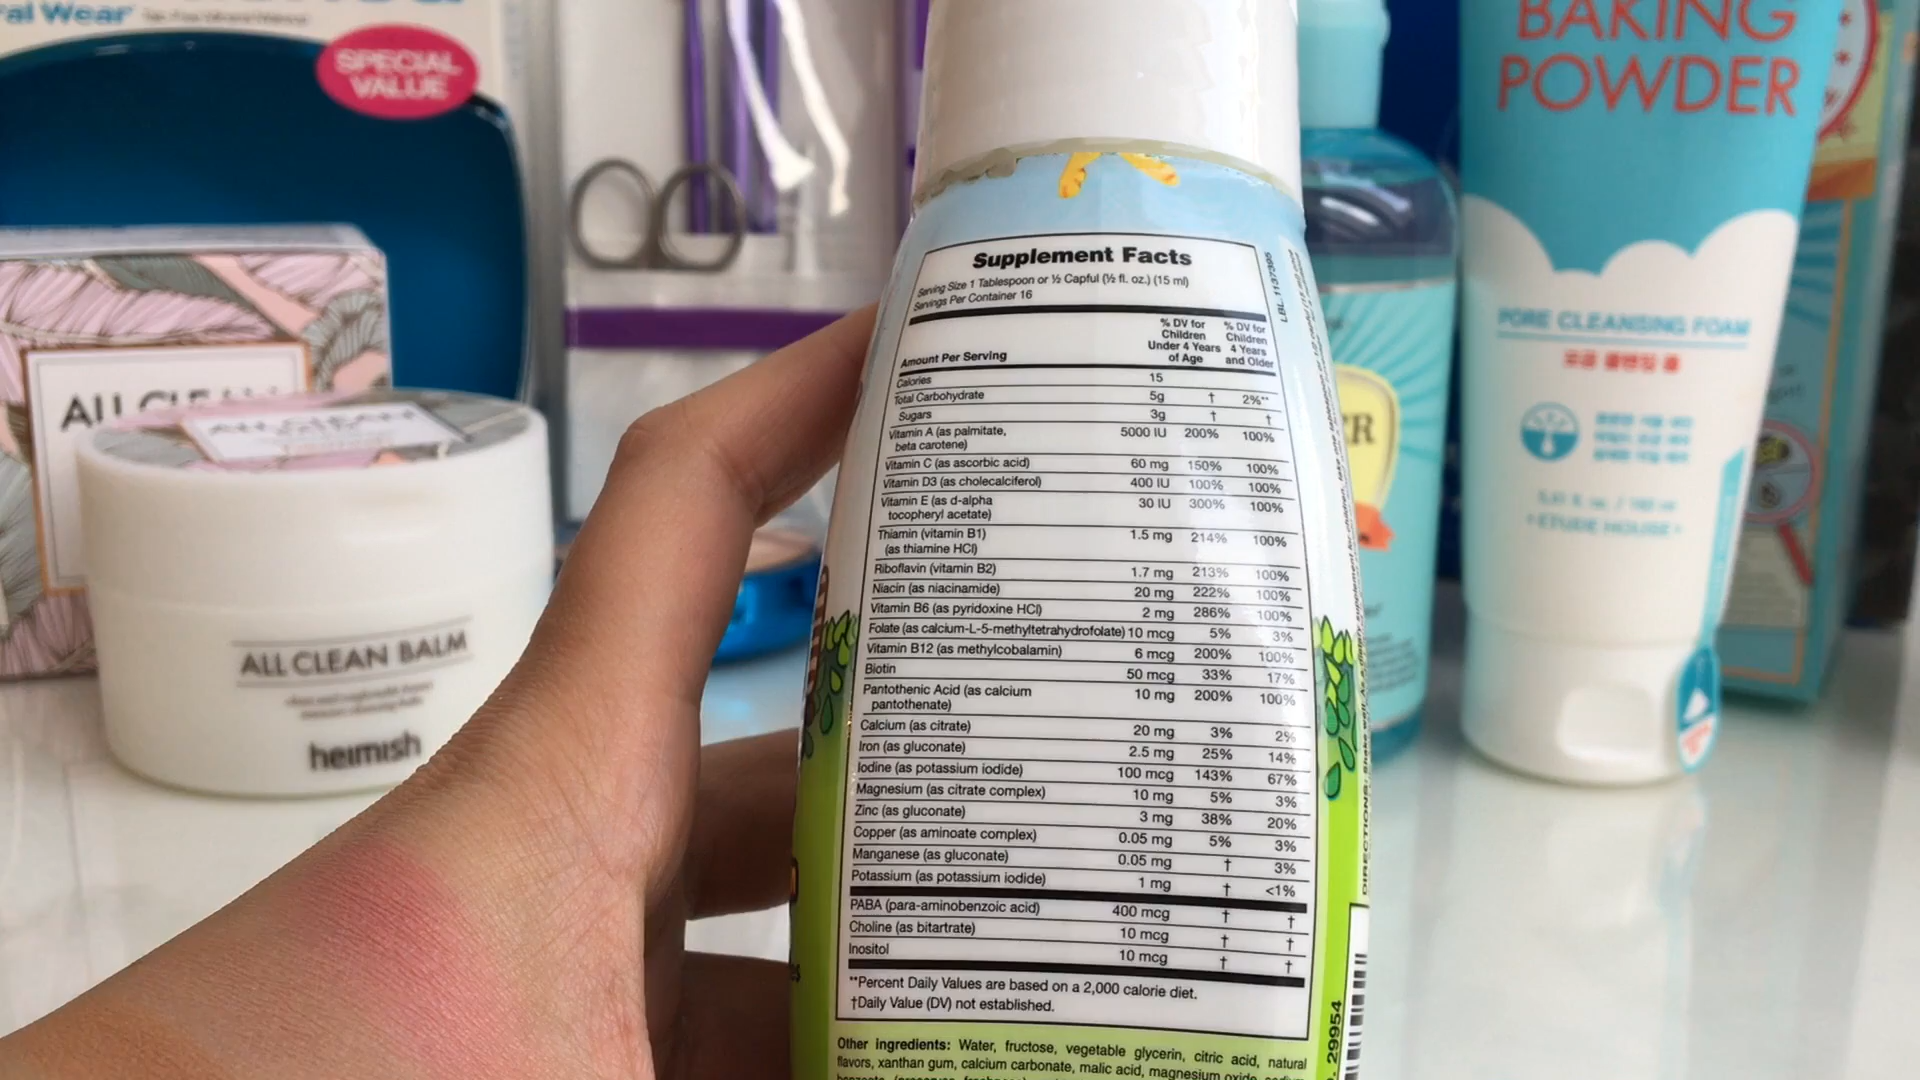 ral Wear
SPECIAL
VALUE
BAKING
POWDER
PORE CLEANSING FOAM
모공 클렌징 폼
ETUDE HOUSE
ALL CLEAN BALM
heimish
Supplement Facts
Serving Size 1 Tablespoon or ½ Capful (½ fl. oz.) (15 ml)
Servings Per Container 16
LBL.1137395
Amount Per Serving % DV for Children Under 4 Years of Age % DV for Children 4 Years and Older
Calories 15
Total Carbohydrate 5g † 2%**
Sugars 3g † †
Vitamin A (as palmitate, 5000 IU 200% 100%
beta carotene)
Vitamin C (as ascorbic acid) 60 mg 150% 100%
Vitamin D3 (as cholecalciferol) 400 IU 100% 100%
Vitamin E (as d-alpha 30 IU 300% 100%
tocopheryl acetate)
Thiamin (vitamin B1) 1.5 mg 214% 100%
(as thiamine HCl)
Riboflavin (vitamin B2) 1.7 mg 213% 100%
Niacin (as niacinamide) 20 mg 222% 100%
Vitamin B6 (as pyridoxine HCl) 2 mg 286% 100%
Folate (as calcium-L-5-methyltetrahydrofolate) 10 mcg 5% 3%
Vitamin B12 (as methylcobalamin) 6 mcg 200% 100%
Biotin 50 mcg 33% 17%
Pantothenic Acid (as calcium 10 mg 200% 100%
pantothenate)
Calcium (as citrate) 20 mg 3% 2%
Iron (as gluconate) 2.5 mg 25% 14%
Iodine (as potassium iodide) 100 mcg 143% 67%
Magnesium (as citrate complex) 10 mg 5% 3%
Zinc (as gluconate) 3 mg 38% 20%
Copper (as aminoate complex) 0.05 mg 5% 3%
Manganese (as gluconate) 0.05 mg † 3%
Potassium (as potassium iodide) 1 mg † <1%
PABA (para-aminobenzoic acid) 400 mcg † †
Choline (as bitartrate) 10 mcg † †
Inositol 10 mcg † †
**Percent Daily Values are based on a 2,000 calorie diet.
†Daily Value (DV) not established.
Other ingredients: Water, fructose, vegetable glycerin, citric acid, natural
flavors, xanthan gum, calcium carbonate, malic acid, magnesium oxide, sodium
DIRECTIONS: Shake well.
29954